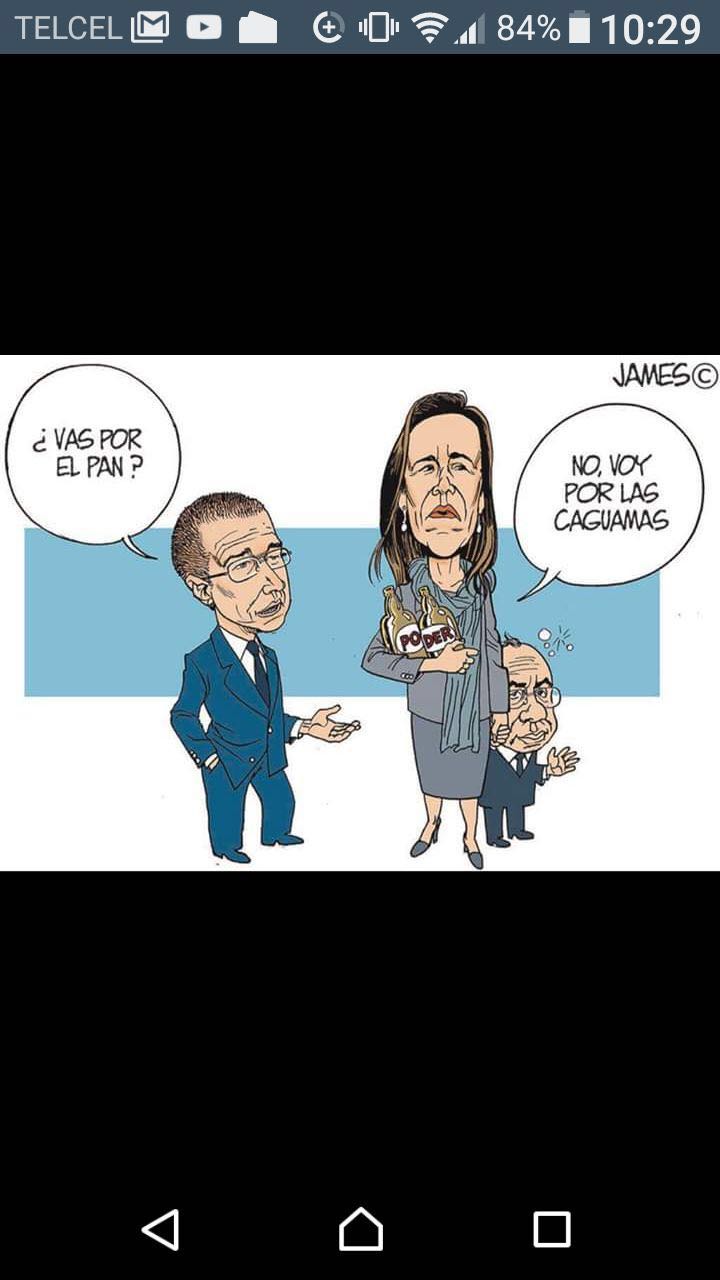 TELCEL 84% 10:29
JAMES©
¿ VAS POR
EL PAN ?
NO, VOY
POR LAS
CAGUAMAS
PODER